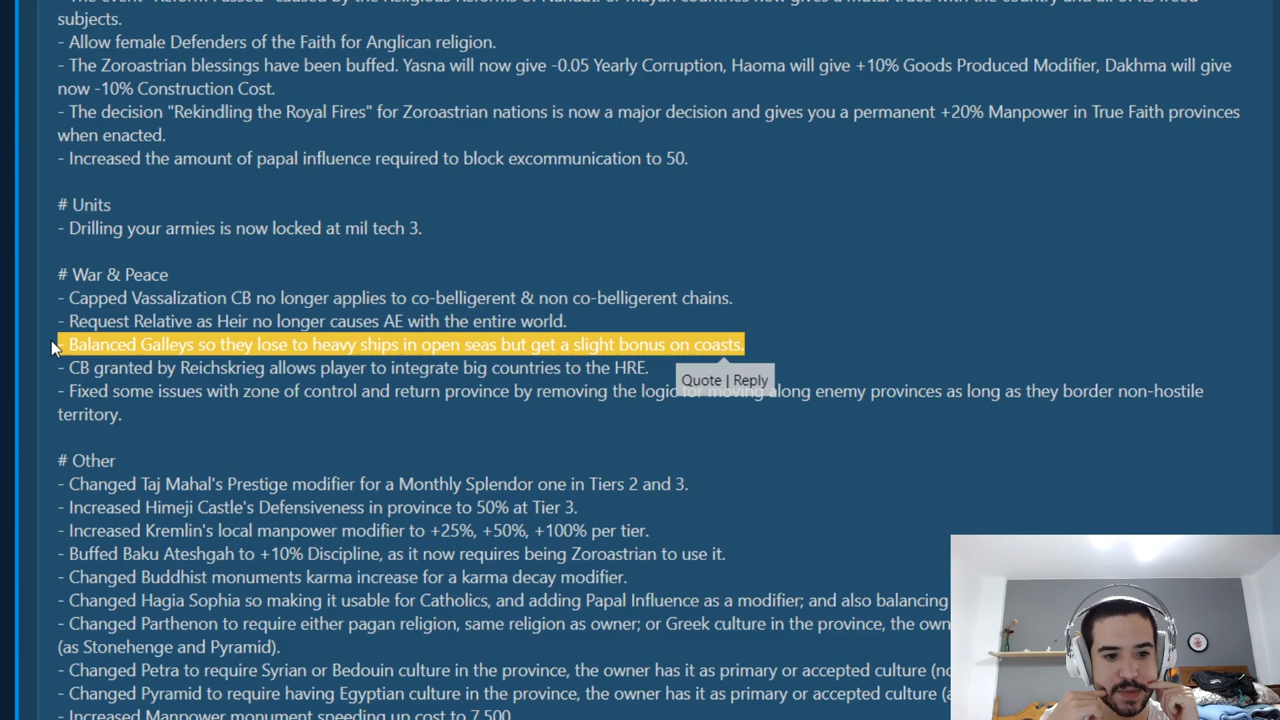 subjects.
- Allow female Defenders of the Faith for Anglican religion.
- The Zoroastrian blessings have been buffed. Yasna will now give -0.05 Yearly Corruption, Haoma will give +10% Goods Produced Modifier, Dakhma will give
now -10% Construction Cost.
- The decision "Rekindling the Royal Fires" for Zoroastrian nations is now a major decision and gives you a permanent +20% Manpower in True Faith provinces
when enacted.
- Increased the amount of papal influence required to block excommunication to 50.
# Units
- Drilling your armies is now locked at mil tech 3.
# War & Peace
- Capped Vassalization CB no longer applies to co-belligerent & non co-belligerent chains.
- Request Relative as Heir no longer causes AE with the entire world.
- Balanced Galleys so they lose to heavy ships in open seas but get a slight bonus on coasts.
- CB granted by Reichskrieg allows player to integrate big countries to the HRE.
Quote | Reply
- Fixed some issues with zone of control and return province by removing the logic for moving along enemy provinces as long as they border non-hostile
territory.
# Other
- Changed Taj Mahal's Prestige modifier for a Monthly Splendor one in Tiers 2 and 3.
- Increased Himeji Castle's Defensiveness in province to 50% at Tier 3.
- Increased Kremlin's local manpower modifier to +25%, +50%, +100% per tier.
- Buffed Baku Ateshgah to +10% Discipline, as it now requires being Zoroastrian to use it.
- Changed Buddhist monuments karma increase for a karma decay modifier.
- Changed Hagia Sophia so making it usable for Catholics, and adding Papal Influence as a modifier; and also balancing
- Changed Parthenon to require either pagan religion, same religion as owner; or Greek culture in the province, the own
(as Stonehenge and Pyramid).
- Changed Petra to require Syrian or Bedouin culture in the province, the owner has it as primary or accepted culture
- Changed Pyramid to require having Egyptian culture in the province, the owner has it as primary or accepted culture
- Increased Manpower monument speeding up cost to 7,500